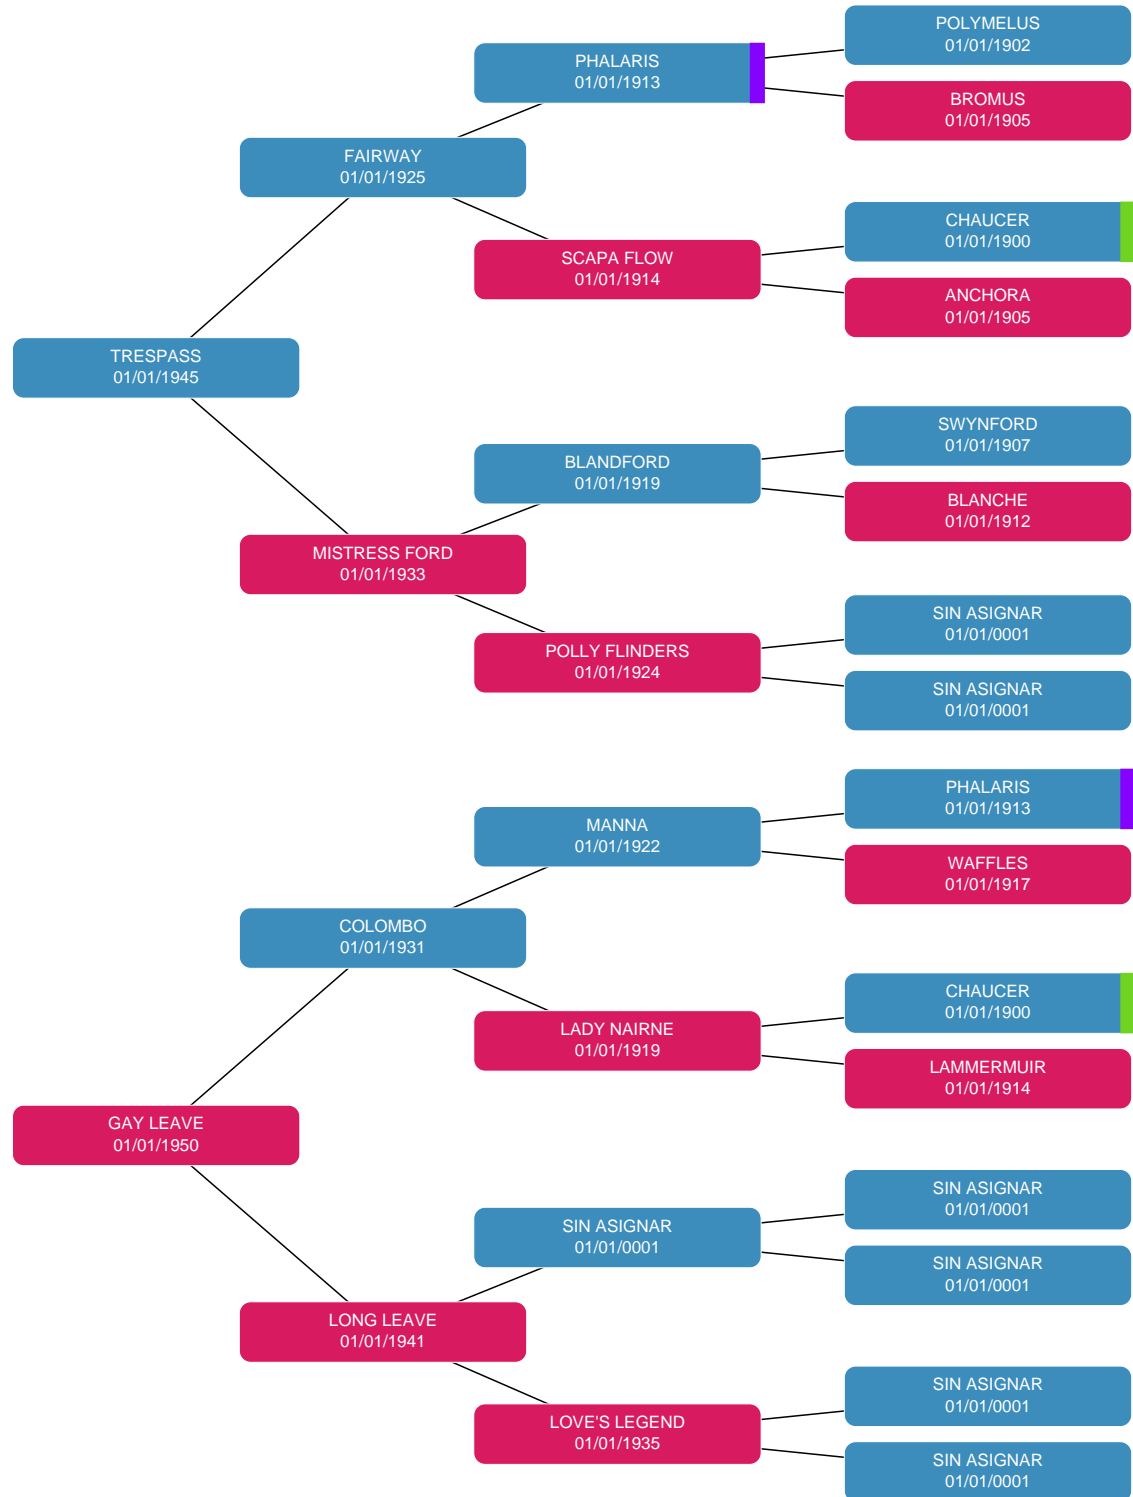 POLYMELUS
01/01/1902
PHALARIS
01/01/1913
BROMUS
01/01/1905
FAIRWAY
01/01/1925
CHAUCER
01/01/1900
SCAPA FLOW
01/01/1914
ANCHORA
01/01/1905
TRESPASS
01/01/1945
SWYNFORD
01/01/1907
BLANDFORD
01/01/1919
BLANCHE
01/01/1912
MISTRESS FORD
01/01/1933
SIN ASIGNAR
01/01/0001
POLLY FLINDERS
01/01/1924
SIN ASIGNAR
01/01/0001
PHALARIS
01/01/1913
MANNA
01/01/1922
WAFFLES
01/01/1917
COLOMBO
01/01/1931
CHAUCER
01/01/1900
LADY NAIRNE
01/01/1919
LAMMERMUIR
01/01/1914
GAY LEAVE
01/01/1950
SIN ASIGNAR
01/01/0001
SIN ASIGNAR
01/01/0001
SIN ASIGNAR
01/01/0001
LONG LEAVE
01/01/1941
SIN ASIGNAR
01/01/0001
LOVE'S LEGEND
01/01/1935
SIN ASIGNAR
01/01/0001